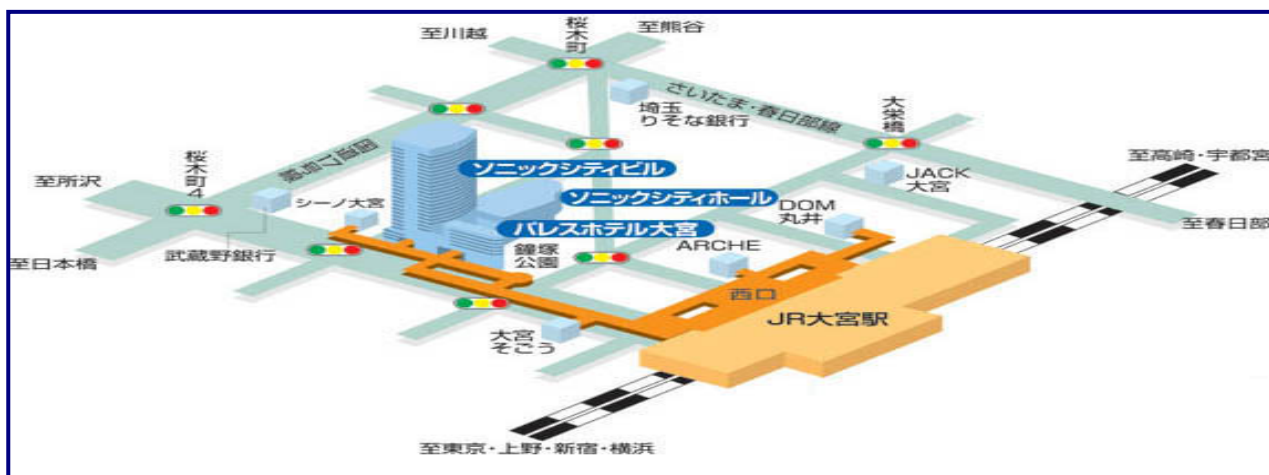 桜木町
至川越
至熊谷
さいたま・春日部線
大栄橋
埼玉
りそな銀行
国道17号線
桜木町4
至所沢
ソニックシティビル
JACK
大宮
至高崎・宇都宮
シーノ大宮
ソニックシティホール
DOM
丸井
パレスホテル大宮
至春日部
武蔵野銀行
鐘塚
公園
ARCHE
至日本橋
西口
JR大宮駅
大宮
そごう
至東京・上野・新宿・横浜